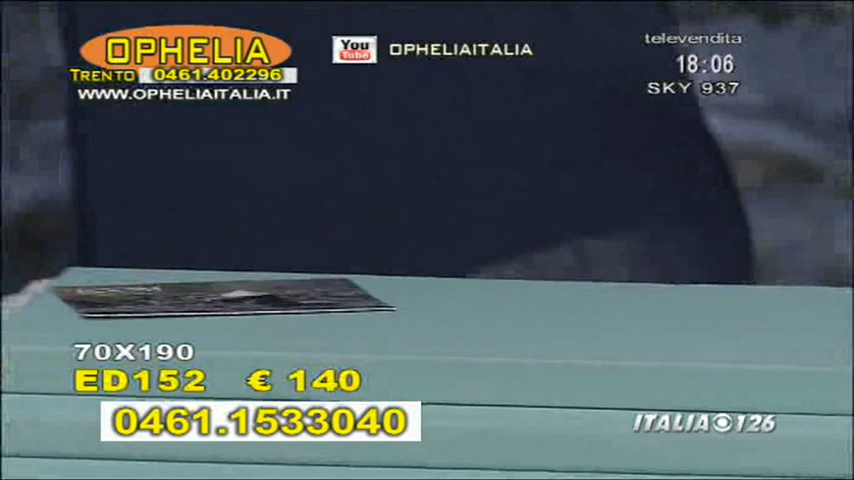 OPHELIA
TRENTO 0461.402296
WWW.OPHELIAITALIA.IT
You Tube OPHELIAITALIA
televendita
18:06
SKY 937
70X190
ED152 € 140
0461.1533040
ITALIA 126